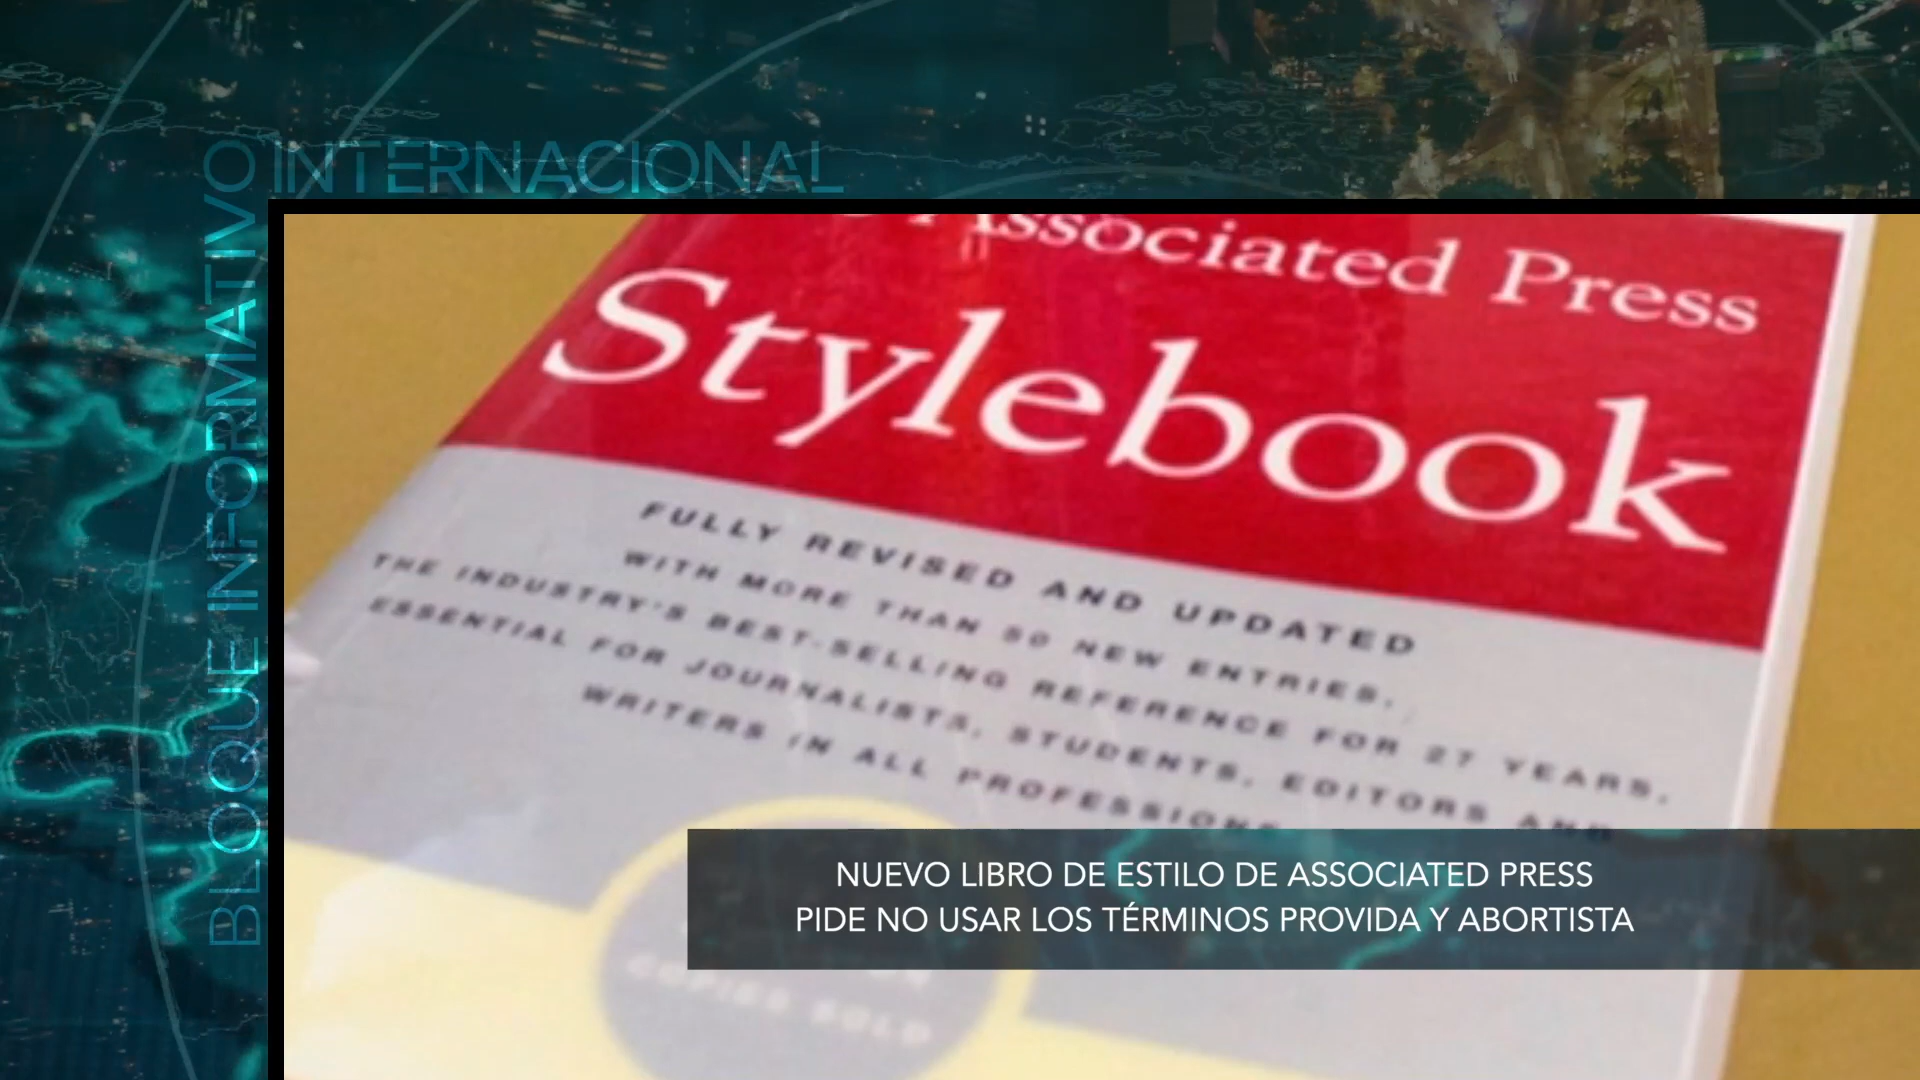 BLOQUE INFORMATIVO
INTERNACIONAL
Associated Press
Stylebook
FULLY REVISED AND UPDATED
WITH MORE THAN 50 NEW ENTRIES,
THE INDUSTRY'S BEST-SELLING REFERENCE FOR 27 YEARS,
ESSENTIAL FOR JOURNALISTS, STUDENTS, EDITORS AND
WRITERS IN ALL PROFESSIONS
COPIES SOLD
NUEVO LIBRO DE ESTILO DE ASSOCIATED PRESS
PIDE NO USAR LOS TÉRMINOS PROVIDA Y ABORTISTA